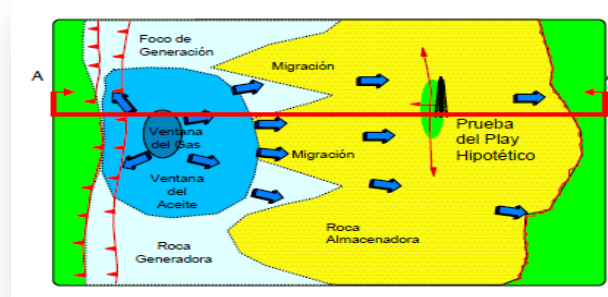 Foco de
Generación
Migración
A
Ventana
del Gas
Prueba
del Play
Hipotético
Migración
Ventana
del
Aceite
Roca
Almacenadora
Roca
Generadora